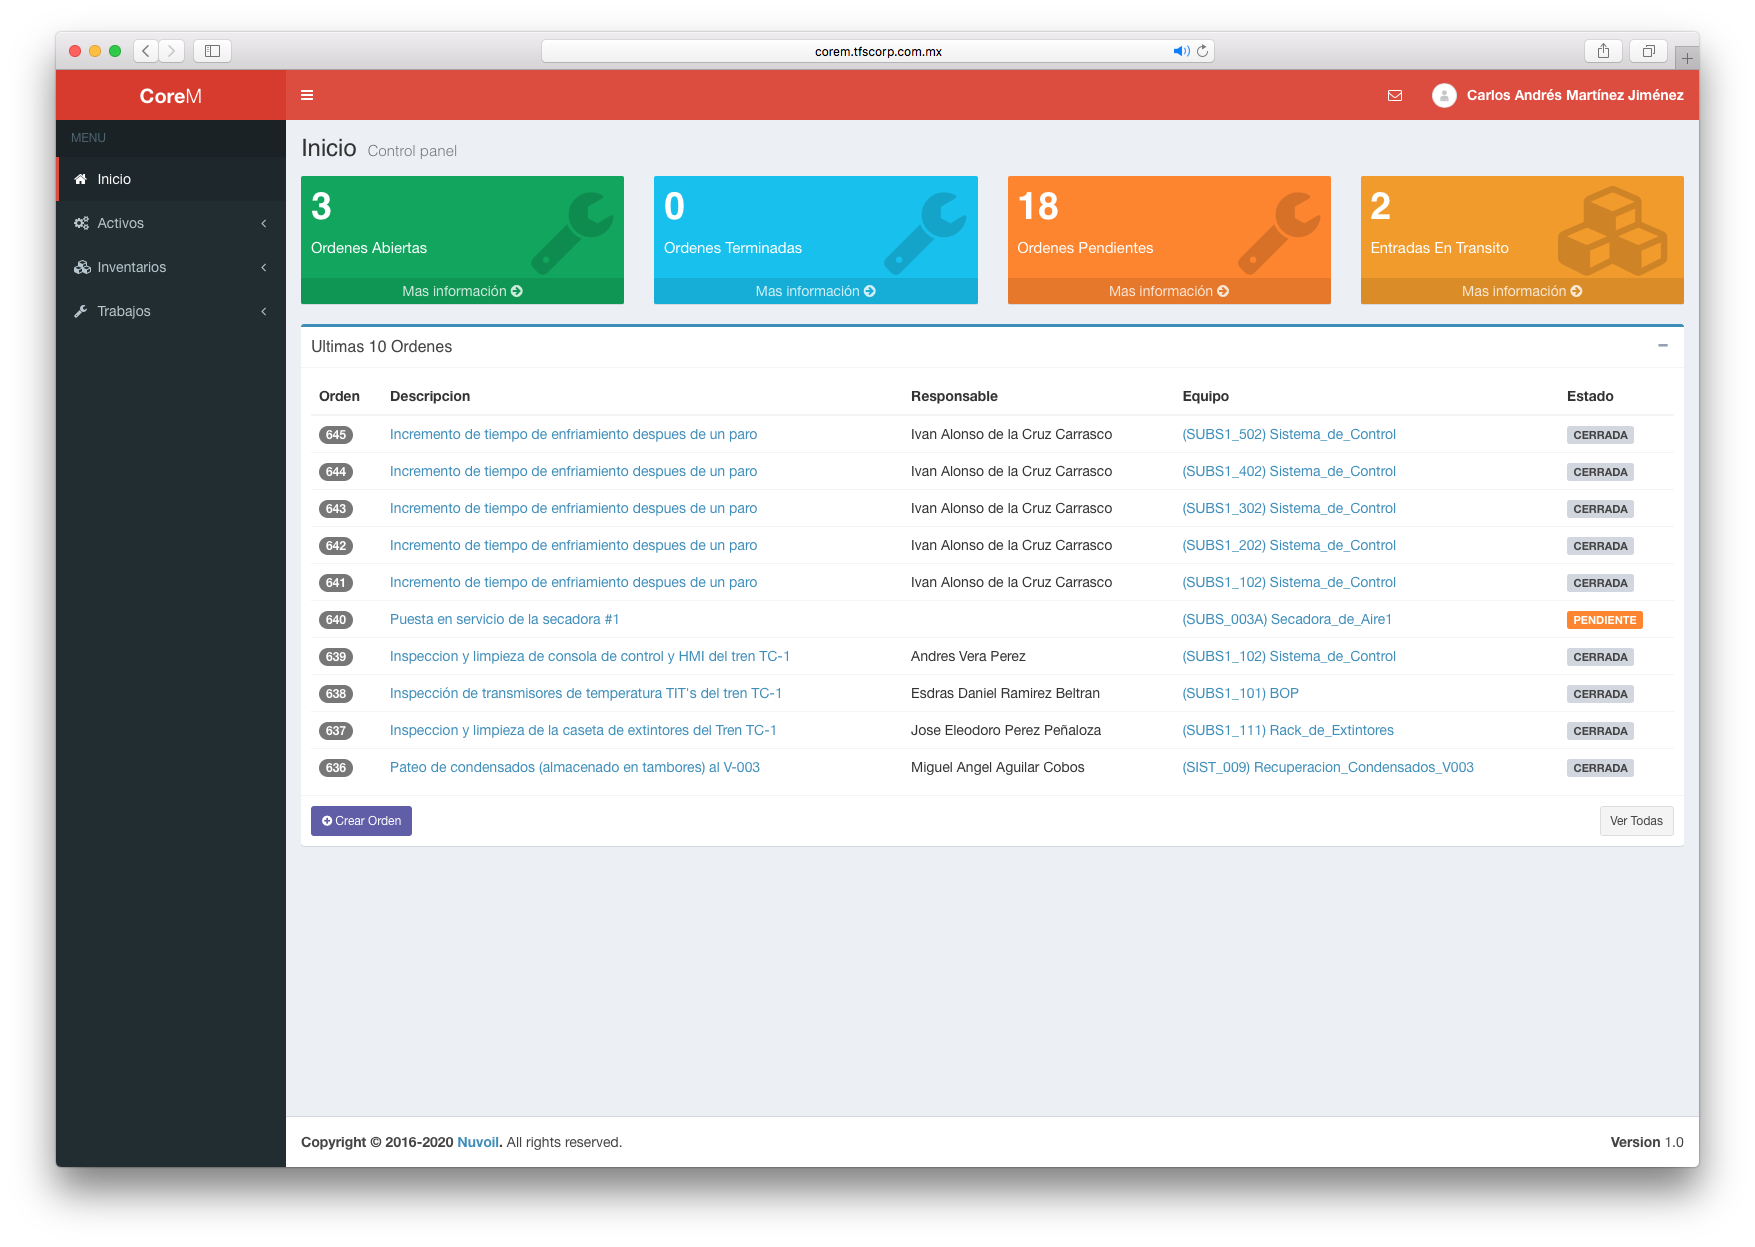 corem.tfscorp.com.mx
CoreM
Carlos Andrés Martínez Jiménez
MENU
Inicio
Activos
Inventarios
Trabajos
Inicio Control panel
3
Ordenes Abiertas
Mas información
0
Ordenes Terminadas
Mas información
18
Ordenes Pendientes
Mas información
2
Entradas En Transito
Mas información
Ultimas 10 Ordenes
Orden Descripcion Responsable Equipo Estado
645 Incremento de tiempo de enfriamiento despues de un paro Ivan Alonso de la Cruz Carrasco (SUBS1_502) Sistema_de_Control CERRADA
644 Incremento de tiempo de enfriamiento despues de un paro Ivan Alonso de la Cruz Carrasco (SUBS1_402) Sistema_de_Control CERRADA
643 Incremento de tiempo de enfriamiento despues de un paro Ivan Alonso de la Cruz Carrasco (SUBS1_302) Sistema_de_Control CERRADA
642 Incremento de tiempo de enfriamiento despues de un paro Ivan Alonso de la Cruz Carrasco (SUBS1_202) Sistema_de_Control CERRADA
641 Incremento de tiempo de enfriamiento despues de un paro Ivan Alonso de la Cruz Carrasco (SUBS1_102) Sistema_de_Control CERRADA
640 Puesta en servicio de la secadora #1 (SUBS_003A) Secadora_de_Aire1 PENDIENTE
639 Inspeccion y limpieza de consola de control y HMI del tren TC-1 Andres Vera Perez (SUBS1_102) Sistema_de_Control CERRADA
638 Inspección de transmisores de temperatura TIT's del tren TC-1 Esdras Daniel Ramirez Beltran (SUBS1_101) BOP CERRADA
637 Inspeccion y limpieza de la caseta de extintores del Tren TC-1 Jose Eleodoro Perez Peñaloza (SUBS1_111) Rack_de_Extintores CERRADA
636 Pateo de condensados (almacenado en tambores) al V-003 Miguel Angel Aguilar Cobos (SIST_009) Recuperacion_Condensados_V003 CERRADA
Crear Orden
Ver Todas
Copyright © 2016-2020 Nuvoil. All rights reserved.
Version 1.0